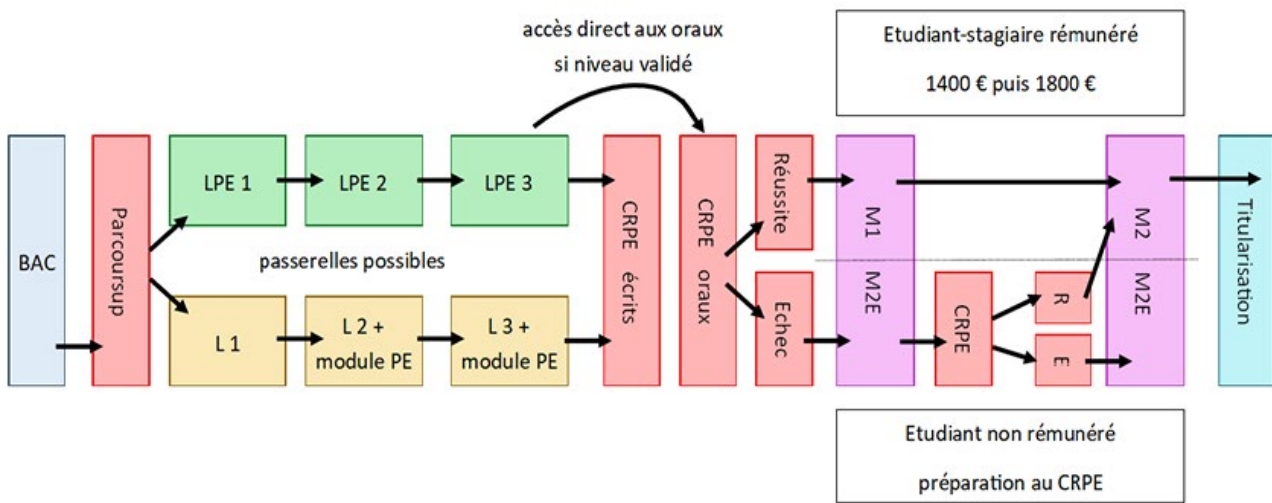 accès direct aux oraux
si niveau validé
Etudiant-stagiaire rémunéré
1400 € puis 1800 €
BAC
Parcoursup
LPE 1
LPE 2
LPE 3
passerelles possibles
L 1
L 2 +
module PE
L 3 +
module PE
CRPE écrits
CRPE oraux
Réussite
Echec
M1
M2E
CRPE
R
E
M2
M2E
Titularisation
Etudiant non rémunéré
préparation au CRPE